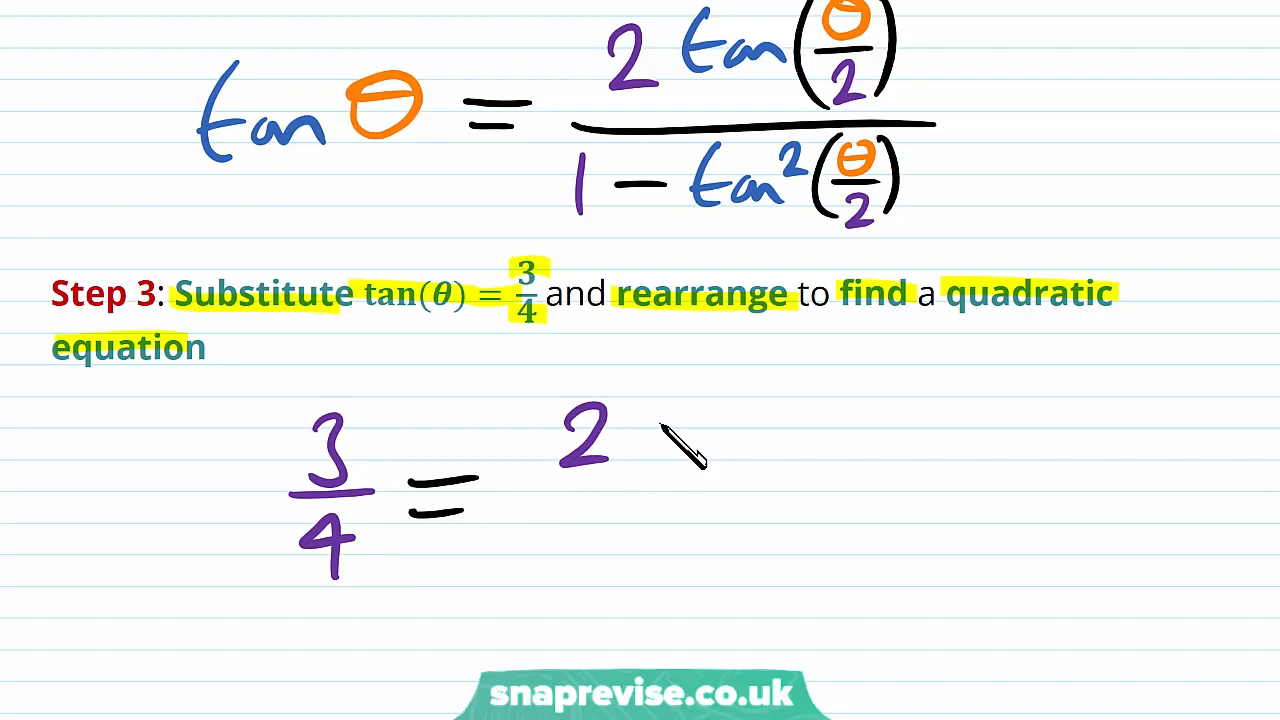 tan θ = 2 tan(θ/2) / 1 − tan²(θ/2)
Step 3: Substitute tan(θ) = 3/4 and rearrange to find a quadratic
equation
3/4 = 2
snaprevise.co.uk